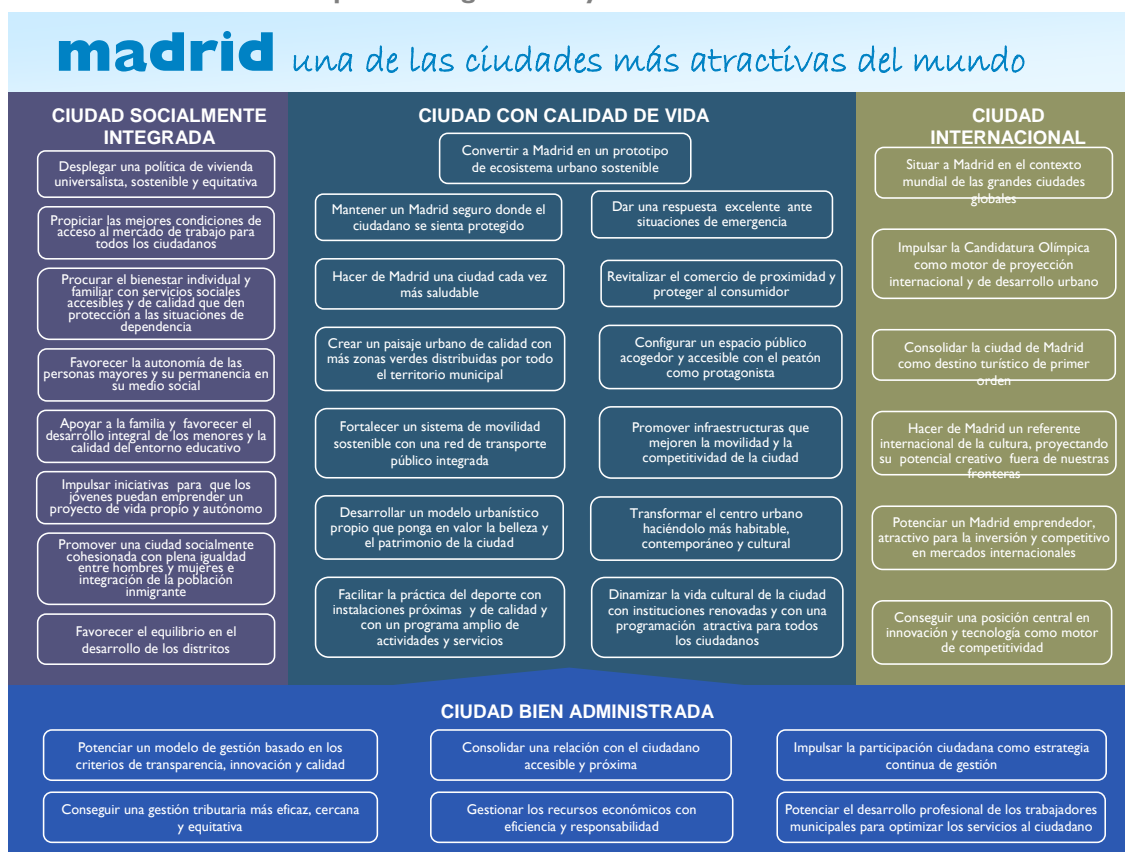 madrid una de las ciudades más atractivas del mundo
CIUDAD SOCIALMENTE
INTEGRADA
Desplegar una política de vivienda
universalista, sostenible y equitativa
Propiciar las mejores condiciones de
acceso al mercado de trabajo para
todos los ciudadanos
Procurar el bienestar individual y
familiar con servicios sociales
accesibles y de calidad que den
protección a las situaciones de
dependencia
Favorecer la autonomía de las
personas mayores y su permanencia en
su medio social
Apoyar a la familia y favorecer el
desarrollo integral de los menores y la
calidad del entorno educativo
Impulsar iniciativas para que los
jóvenes puedan emprender un
proyecto de vida propio y autónomo
Promover una ciudad socialmente
cohesionada con plena igualdad
entre hombres y mujeres e
integración de la población
inmigrante
Favorecer el equilibrio en el
desarrollo de los distritos
CIUDAD CON CALIDAD DE VIDA
Convertir a Madrid en un prototipo
de ecosistema urbano sostenible
Mantener un Madrid seguro donde el
ciudadano se sienta protegido
Dar una respuesta excelente ante
situaciones de emergencia
Hacer de Madrid una ciudad cada vez
más saludable
Revitalizar el comercio de proximidad y
proteger al consumidor
Crear un paisaje urbano de calidad con
más zonas verdes distribuidas por todo
el territorio municipal
Configurar un espacio público
acogedor y accesible con el peatón
como protagonista
Fortalecer un sistema de movilidad
sostenible con una red de transporte
público integrada
Promover infraestructuras que
mejoren la movilidad y la
competitividad de la ciudad
Desarrollar un modelo urbanístico
propio que ponga en valor la belleza y
el patrimonio de la ciudad
Transformar el centro urbano
haciéndolo más habitable,
contemporáneo y cultural
Facilitar la práctica del deporte con
instalaciones próximas y de calidad y
con un programa amplio de
actividades y servicios
Dinamizar la vida cultural de la ciudad
con instituciones renovadas y con una
programación atractiva para todos
los ciudadanos
CIUDAD
INTERNACIONAL
Situar a Madrid en el contexto
mundial de las grandes ciudades
globales
Impulsar la Candidatura Olímpica
como motor de proyección
internacional y de desarrollo urbano
Consolidar la ciudad de Madrid
como destino turístico de primer
orden
Hacer de Madrid un referente
internacional de la cultura, proyectando
su potencial creativo fuera de nuestras
fronteras
Potenciar un Madrid emprendedor,
atractivo para la inversión y competitivo
en mercados internacionales
Conseguir una posición central en
innovación y tecnología como motor
de competitividad
CIUDAD BIEN ADMINISTRADA
Potenciar un modelo de gestión basado en los
criterios de transparencia, innovación y calidad
Consolidar una relación con el ciudadano
accesible y próxima
Impulsar la participación ciudadana como estrategia
continua de gestión
Conseguir una gestión tributaria más eficaz, cercana
y equitativa
Gestionar los recursos económicos con
eficiencia y responsabilidad
Potenciar el desarrollo profesional de los trabajadores
municipales para optimizar los servicios al ciudadano